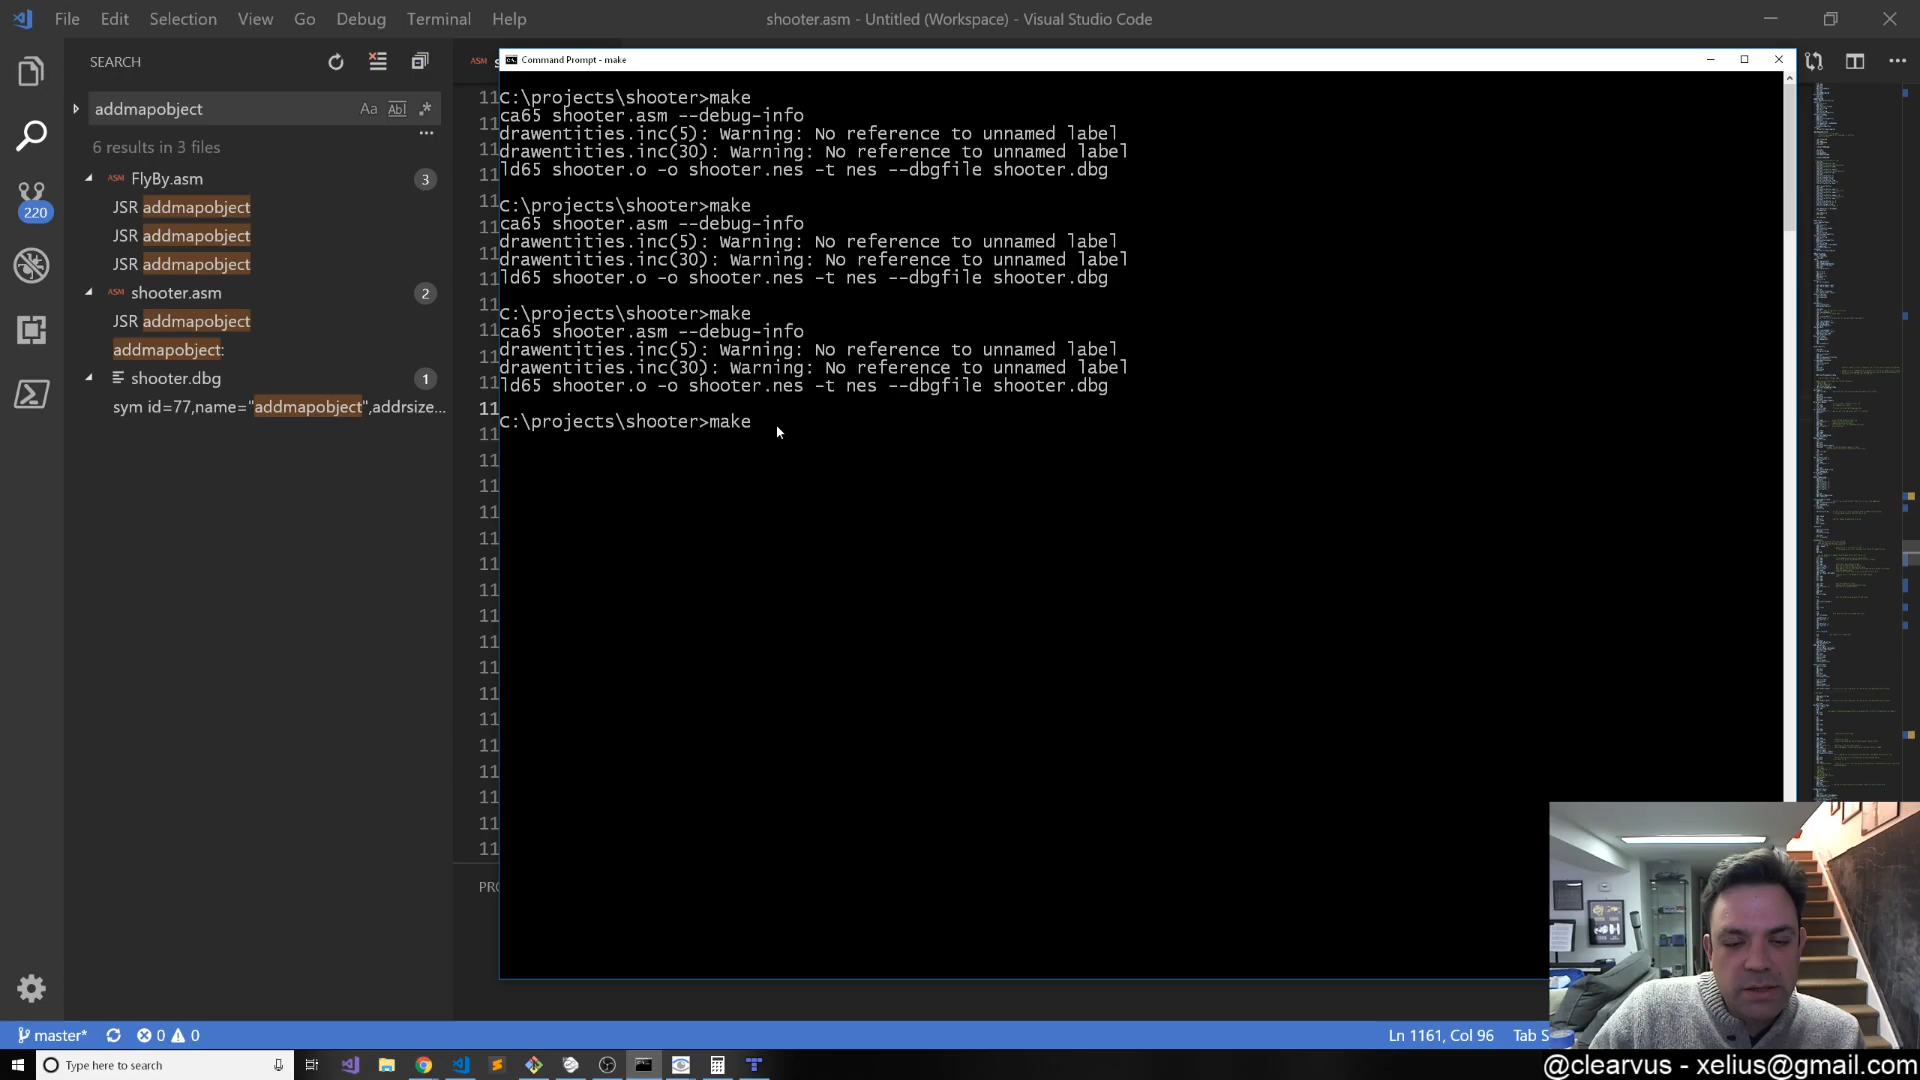 File Edit Selection View Go Debug Terminal Help
shooter.asm - Untitled (Workspace) - Visual Studio Code
SEARCH
addmapobject
Aa Abl .*
6 results in 3 files
ASM FlyBy.asm 3
JSR addmapobject
JSR addmapobject
JSR addmapobject
ASM shooter.asm 2
JSR addmapobject
addmapobject:
shooter.dbg 1
sym id=77,name="addmapobject",addrsize...
220
ASM s
Command Prompt - make
C:\projects\shooter>make
ca65 shooter.asm --debug-info
drawentities.inc(5): Warning: No reference to unnamed label
drawentities.inc(30): Warning: No reference to unnamed label
ld65 shooter.o -o shooter.nes -t nes --dbgfile shooter.dbg
C:\projects\shooter>make
ca65 shooter.asm --debug-info
drawentities.inc(5): Warning: No reference to unnamed label
drawentities.inc(30): Warning: No reference to unnamed label
ld65 shooter.o -o shooter.nes -t nes --dbgfile shooter.dbg
C:\projects\shooter>make
ca65 shooter.asm --debug-info
drawentities.inc(5): Warning: No reference to unnamed label
drawentities.inc(30): Warning: No reference to unnamed label
ld65 shooter.o -o shooter.nes -t nes --dbgfile shooter.dbg
C:\projects\shooter>make
master* 0 0
Ln 1161, Col 96 Tab S
Type here to search
@clearvus - xelius@gmail.com